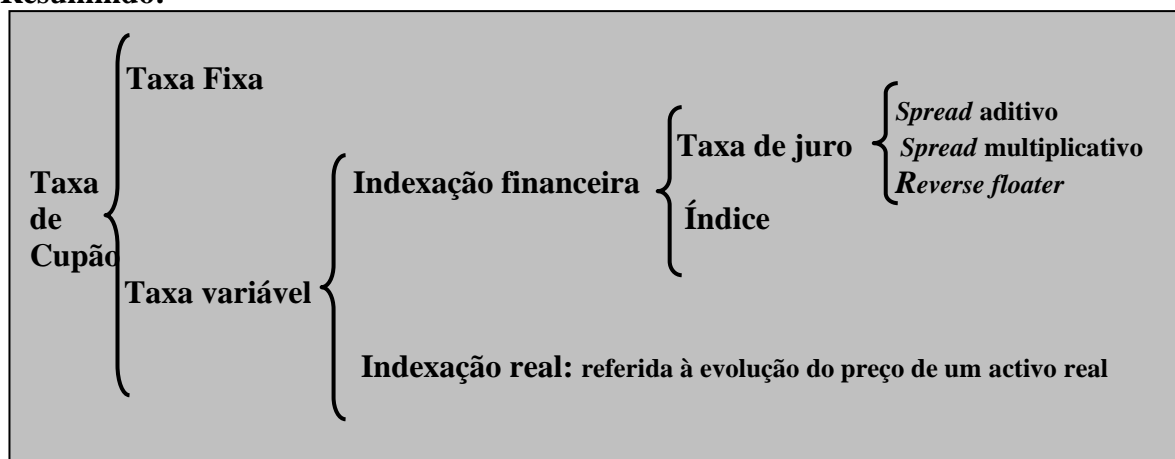 Resumindo:
Taxa Fixa
Spread aditivo
Taxa de juro
Spread multiplicativo
Reverse floater
Indexação financeira
Índice
Taxa
de
Cupão
Taxa variável
Indexação real: referida à evolução do preço de um activo real